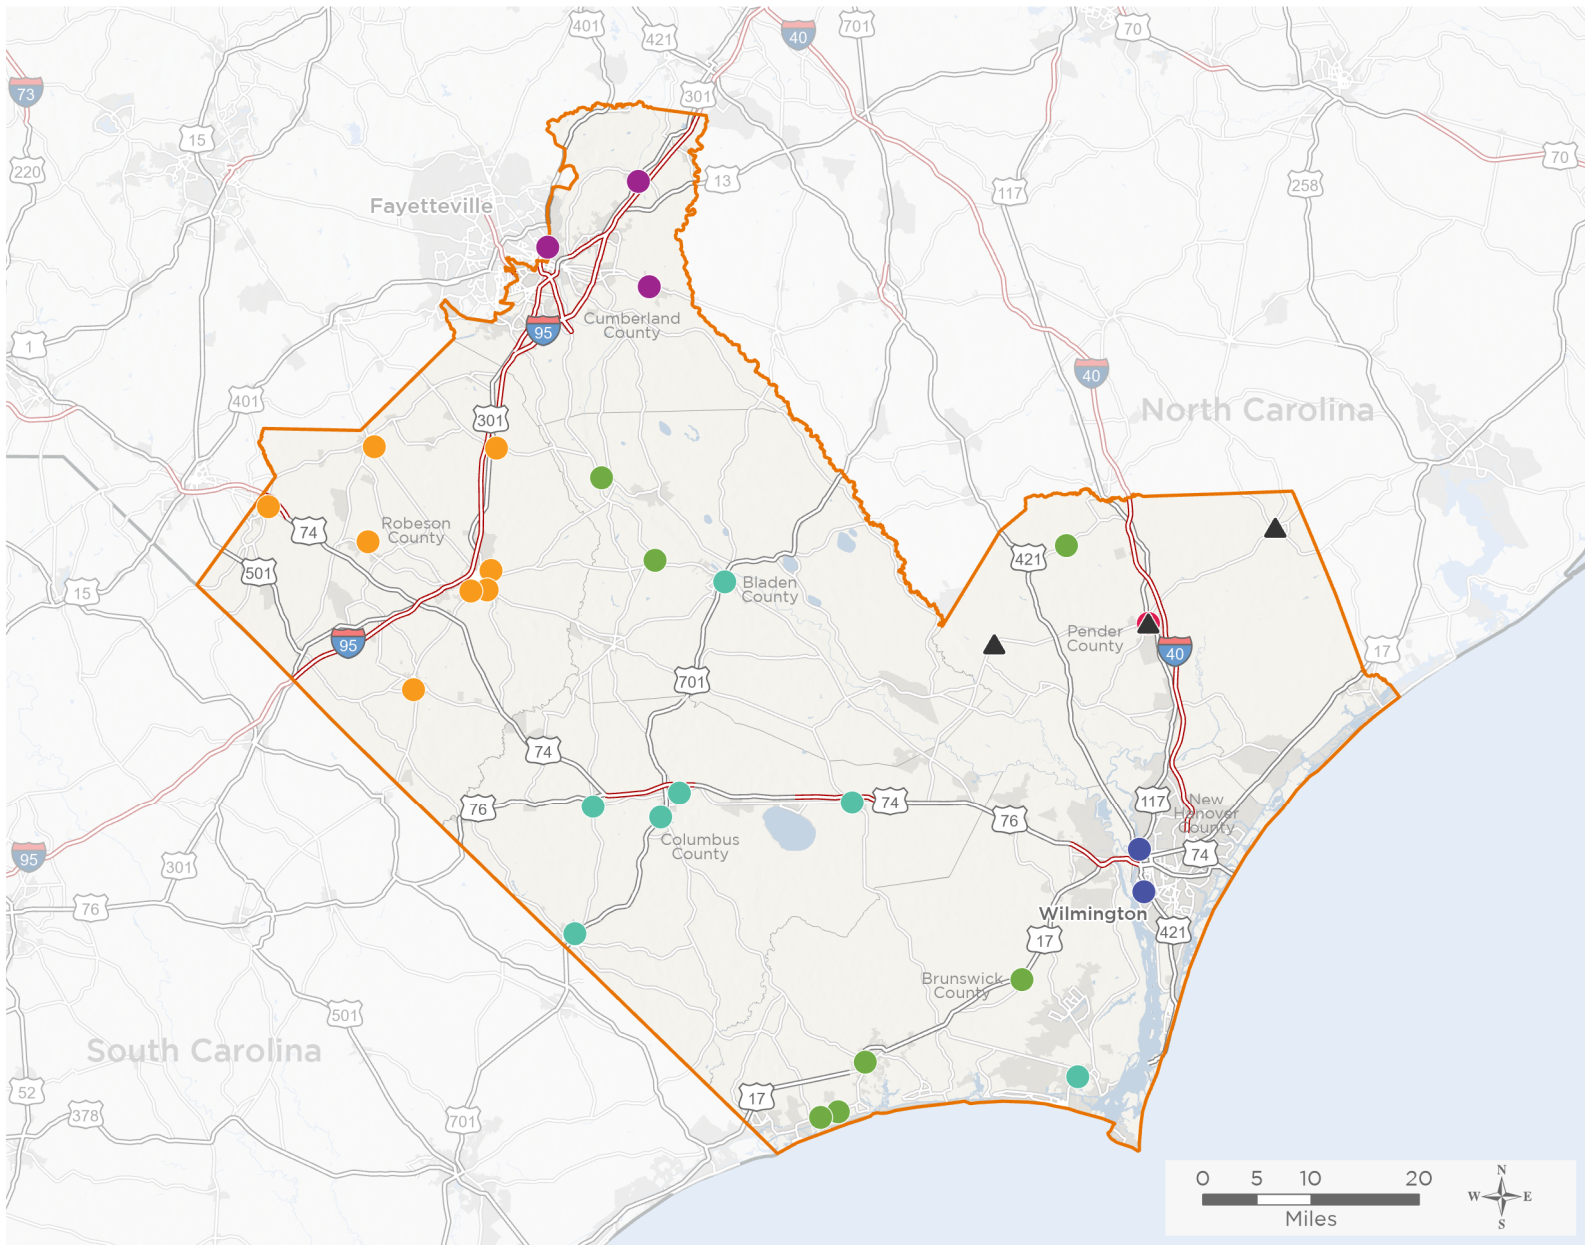 401
421
40
701
70
73
301
15
220
13
70
117
258
Fayetteville
Cumberland
County
95
1
40
401
301
North Carolina
Robeson
County
74
501
421
15
Bladen
County
Pender
County
95
40
17
701
74
76
74
117
New
Hanover
County
76
Columbus
County
95
301
74
76
Wilmington
421
17
Brunswick
County
501
South Carolina
52
17
378
701
0 5 10 20
Miles
N
W E
S